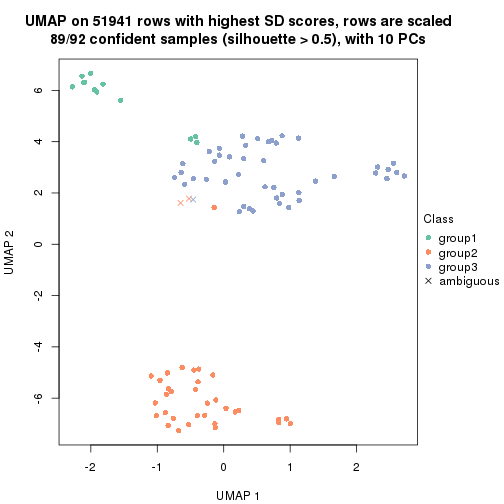 UMAP on 51941 rows with highest SD scores, rows are scaled
89/92 confident samples (silhouette > 0.5), with 10 PCs
6
4
2
0
-2
-4
-6
UMAP 2
-2
-1
0
1
2
UMAP 1
Class
group1
group2
group3
ambiguous